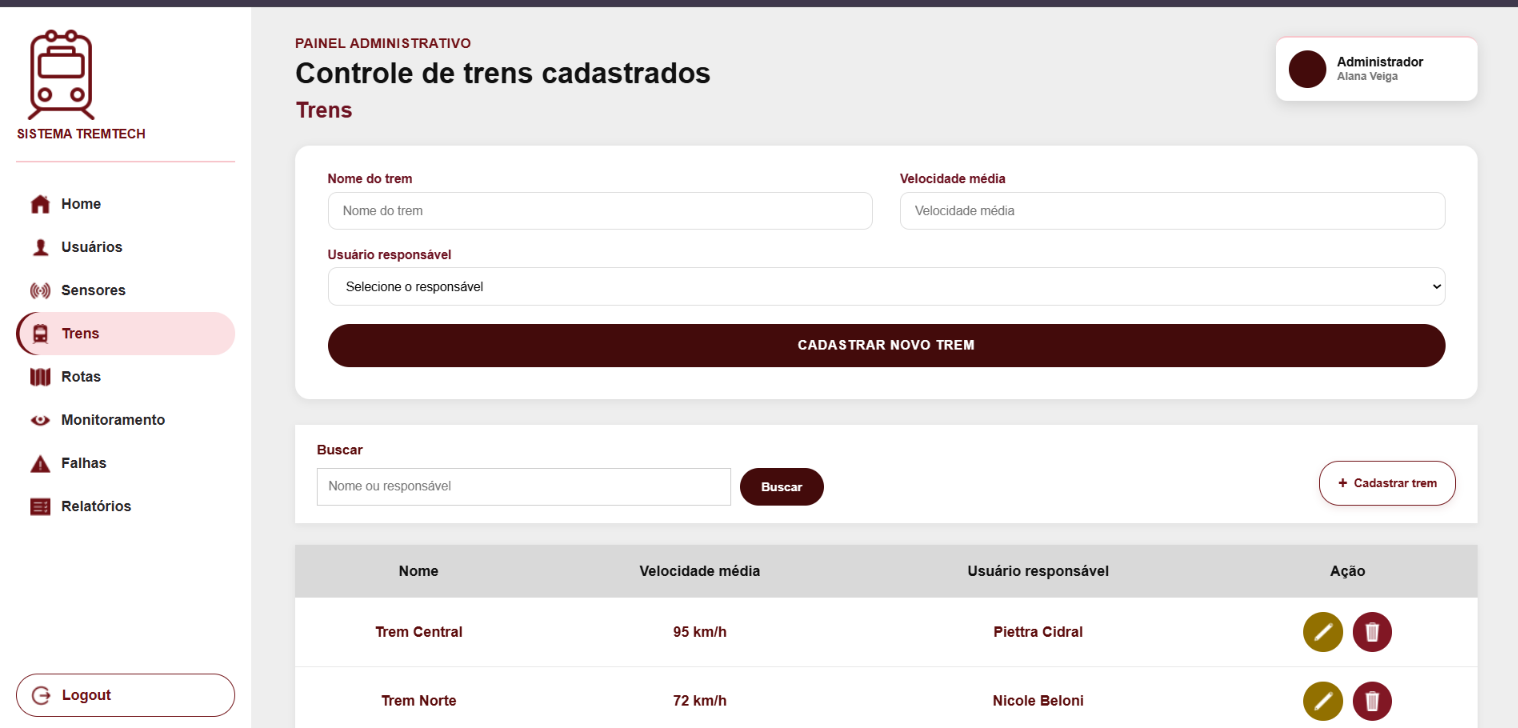 SISTEMA TREMTECH
Home
Usuários
Sensores
Trens
Rotas
Monitoramento
Falhas
Relatórios
Logout
PAINEL ADMINISTRATIVO
Controle de trens cadastrados
Trens
Administrador
Alana Veiga
Nome do trem Velocidade média
Nome do trem Velocidade média
Usuário responsável
Selecione o responsável
CADASTRAR NOVO TREM
Buscar
Nome ou responsável Buscar + Cadastrar trem
Nome Velocidade média Usuário responsável Ação
Trem Central 95 km/h Piettra Cidral
Trem Norte 72 km/h Nicole Beloni